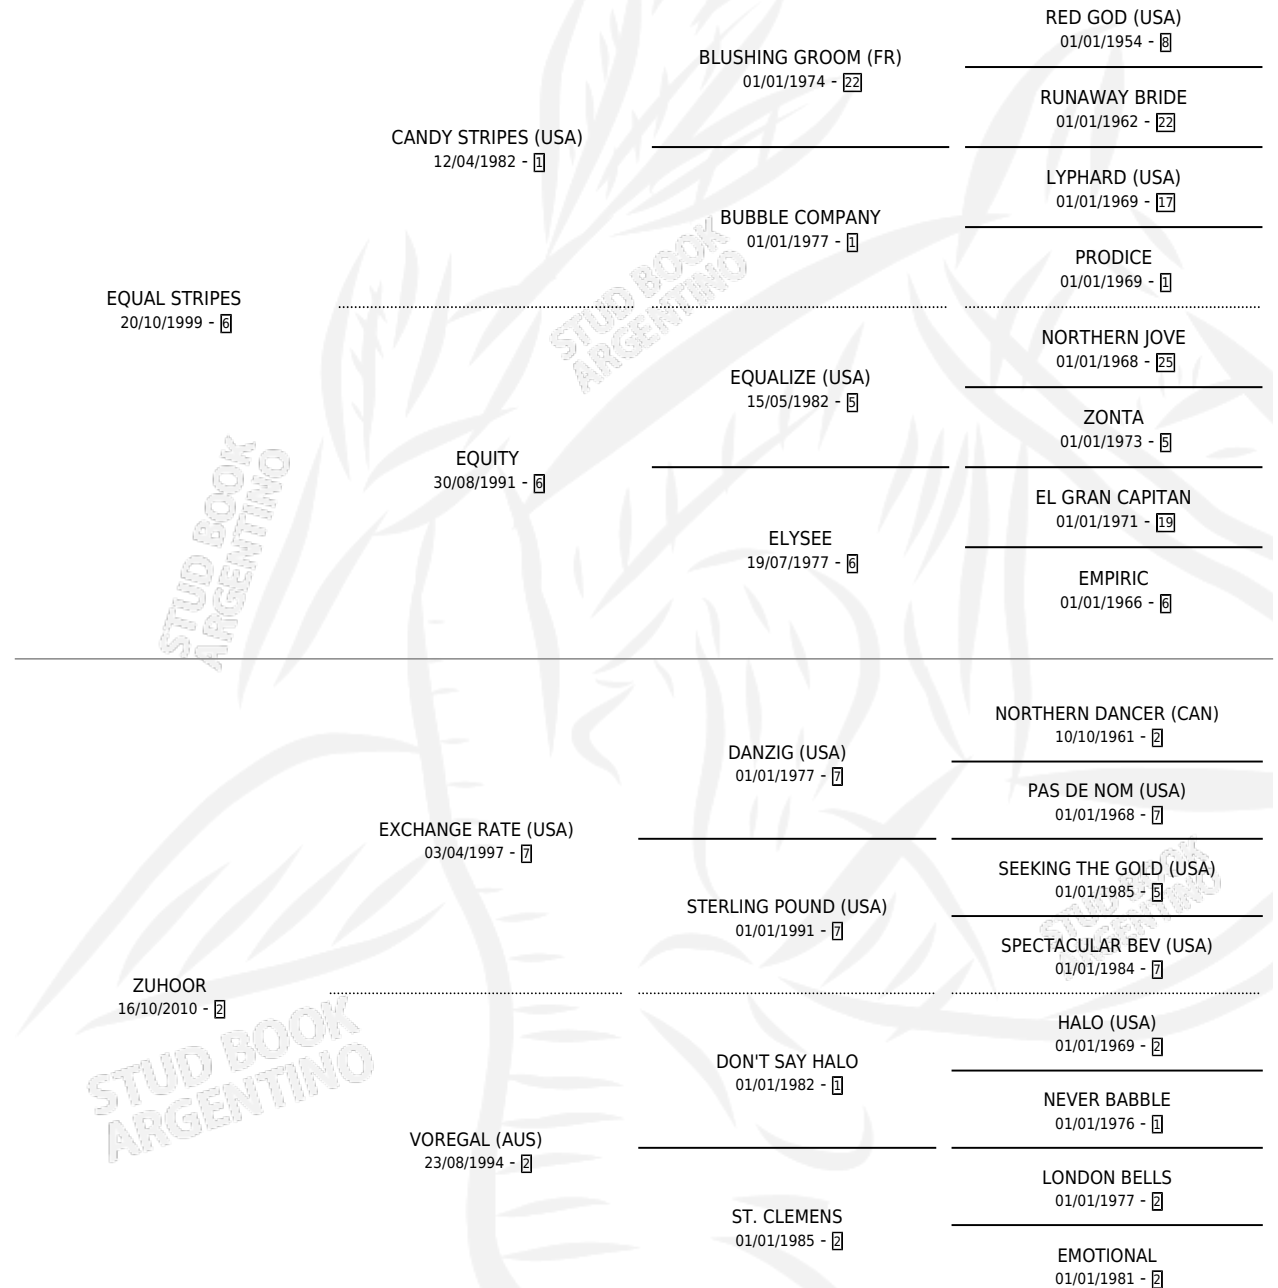 RED GOD (USA)
01/01/1954 - 8
BLUSHING GROOM (FR)
01/01/1974 - 22
RUNAWAY BRIDE
01/01/1962 - 22
CANDY STRIPES (USA)
12/04/1982 - 1
LYPHARD (USA)
01/01/1969 - 17
BUBBLE COMPANY
01/01/1977 - 1
PRODICE
01/01/1969 - 1
EQUAL STRIPES
20/10/1999 - 6
STUD BOOK
ARGENTINO
NORTHERN JOVE
01/01/1968 - 25
EQUALIZE (USA)
15/05/1982 - 5
ZONTA
01/01/1973 - 5
EQUITY
30/08/1991 - 6
EL GRAN CAPITAN
01/01/1971 - 19
ELYSEE
19/07/1977 - 6
EMPIRIC
01/01/1966 - 6
STUD BOOK
ARGENTINO
NORTHERN DANCER (CAN)
10/10/1961 - 2
DANZIG (USA)
01/01/1977 - 7
PAS DE NOM (USA)
01/01/1968 - 7
EXCHANGE RATE (USA)
03/04/1997 - 7
SEEKING THE GOLD (USA)
01/01/1985 - 5
STERLING POUND (USA)
01/01/1991 - 7
STUD BOOK
ARGENTINO
SPECTACULAR BEV (USA)
01/01/1984 - 7
ZUHOOR
16/10/2010 - 2
HALO (USA)
01/01/1969 - 2
DON'T SAY HALO
01/01/1982 - 1
NEVER BABBLE
01/01/1976 - 1
STUD BOOK
ARGENTINO
VOREGAL (AUS)
23/08/1994 - 2
LONDON BELLS
01/01/1977 - 2
ST. CLEMENS
01/01/1985 - 2
EMOTIONAL
01/01/1981 - 2